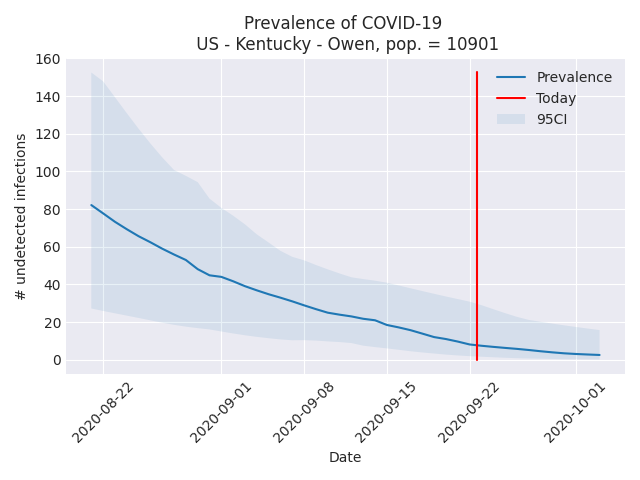 Prevalence of COVID-19
US - Kentucky - Owen, pop. = 10901
160
140
120
100
80
60
40
20
0
# undetected infections
Prevalence
Today
95CI
2020-08-22
2020-09-01
2020-09-08
2020-09-15
2020-09-22
2020-10-01
Date